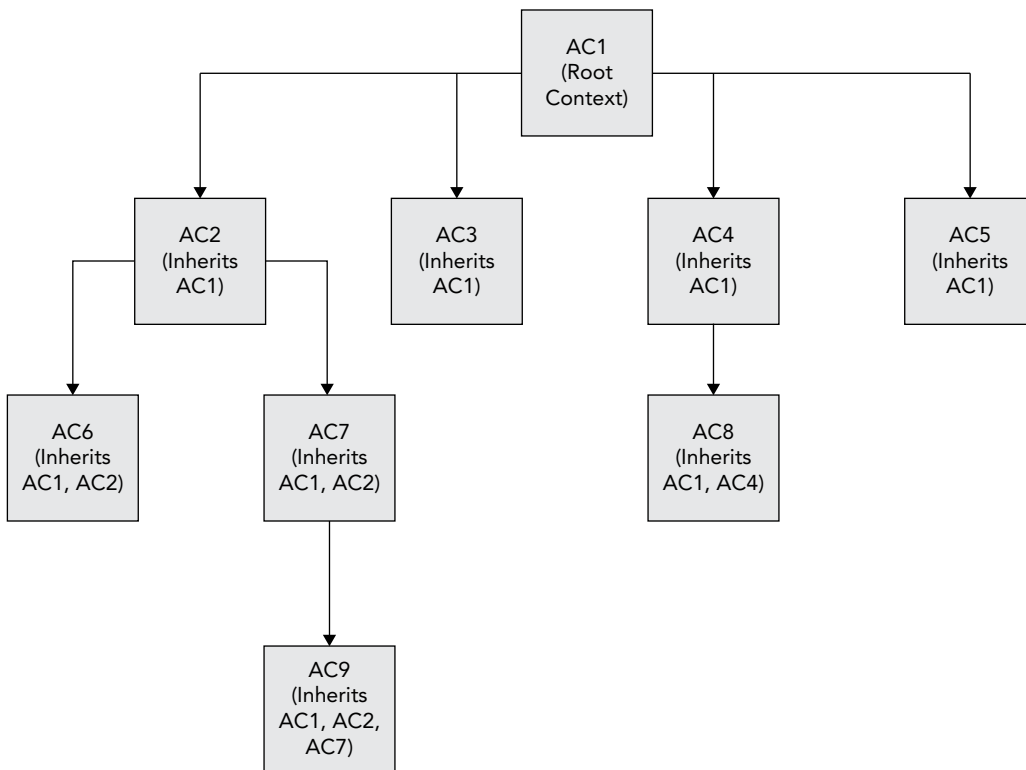 AC1
(Root
Context)
AC2
(Inherits
AC1)
AC3
(Inherits
AC1)
AC4
(Inherits
AC1)
AC5
(Inherits
AC1)
AC6
(Inherits
AC1, AC2)
AC7
(Inherits
AC1, AC2)
AC8
(Inherits
AC1, AC4)
AC9
(Inherits
AC1, AC2,
AC7)